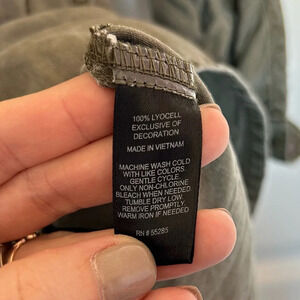 100% LYOCELL
EXCLUSIVE OF
DECORATION
MADE IN VIETNAM
MACHINE WASH COLD
WITH LIKE COLORS.
GENTLE CYCLE.
ONLY NON-CHLORINE
BLEACH WHEN NEEDED.
TUMBLE DRY LOW.
REMOVE PROMPTLY.
WARM IRON IF NEEDED.
RN # 55285